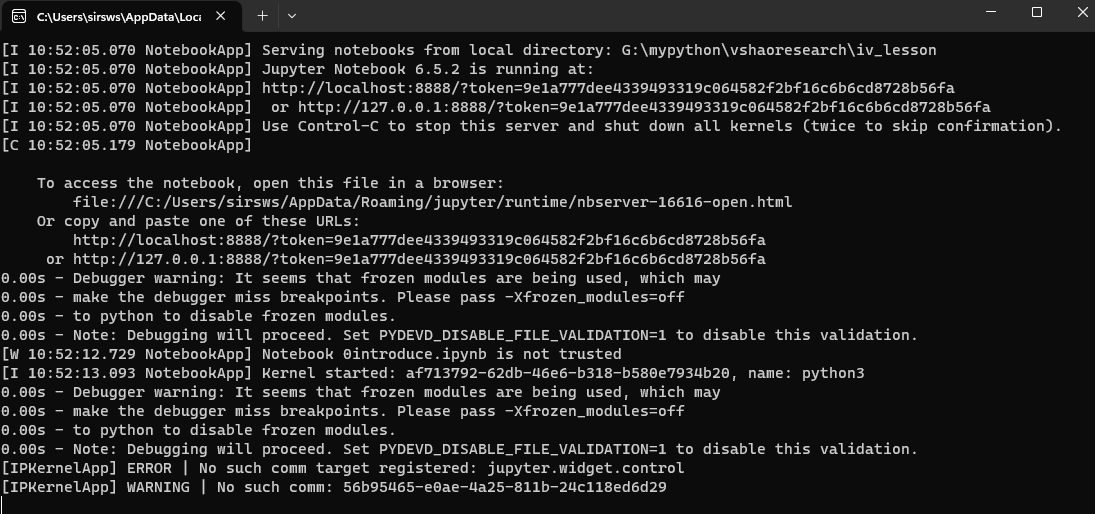 C:\Users\sirsws\AppData\Loca
[I 10:52:05.070 NotebookApp] Serving notebooks from local directory: G:\mypython\vshaoresearch\iv_lesson
[I 10:52:05.070 NotebookApp] Jupyter Notebook 6.5.2 is running at:
[I 10:52:05.070 NotebookApp] http://localhost:8888/?token=9e1a777dee4339493319c064582f2bf16c6b6cd8728b56fa
[I 10:52:05.070 NotebookApp]  or http://127.0.0.1:8888/?token=9e1a777dee4339493319c064582f2bf16c6b6cd8728b56fa
[I 10:52:05.070 NotebookApp] Use Control-C to stop this server and shut down all kernels (twice to skip confirmation).
[C 10:52:05.179 NotebookApp]
    To access the notebook, open this file in a browser:
        file:///C:/Users/sirsws/AppData/Roaming/jupyter/runtime/nbserver-16616-open.html
    Or copy and paste one of these URLs:
        http://localhost:8888/?token=9e1a777dee4339493319c064582f2bf16c6b6cd8728b56fa
     or http://127.0.0.1:8888/?token=9e1a777dee4339493319c064582f2bf16c6b6cd8728b56fa
0.00s - Debugger warning: It seems that frozen modules are being used, which may
0.00s - make the debugger miss breakpoints. Please pass -Xfrozen_modules=off
0.00s - to python to disable frozen modules.
0.00s - Note: Debugging will proceed. Set PYDEVD_DISABLE_FILE_VALIDATION=1 to disable this validation.
[W 10:52:12.729 NotebookApp] Notebook 0introduce.ipynb is not trusted
[I 10:52:13.093 NotebookApp] Kernel started: af713792-62db-46e6-b318-b580e7934b20, name: python3
0.00s - Debugger warning: It seems that frozen modules are being used, which may
0.00s - make the debugger miss breakpoints. Please pass -Xfrozen_modules=off
0.00s - to python to disable frozen modules.
0.00s - Note: Debugging will proceed. Set PYDEVD_DISABLE_FILE_VALIDATION=1 to disable this validation.
[IPKernelApp] ERROR | No such comm target registered: jupyter.widget.control
[IPKernelApp] WARNING | No such comm: 56b95465-e0ae-4a25-811b-24c118ed6d29